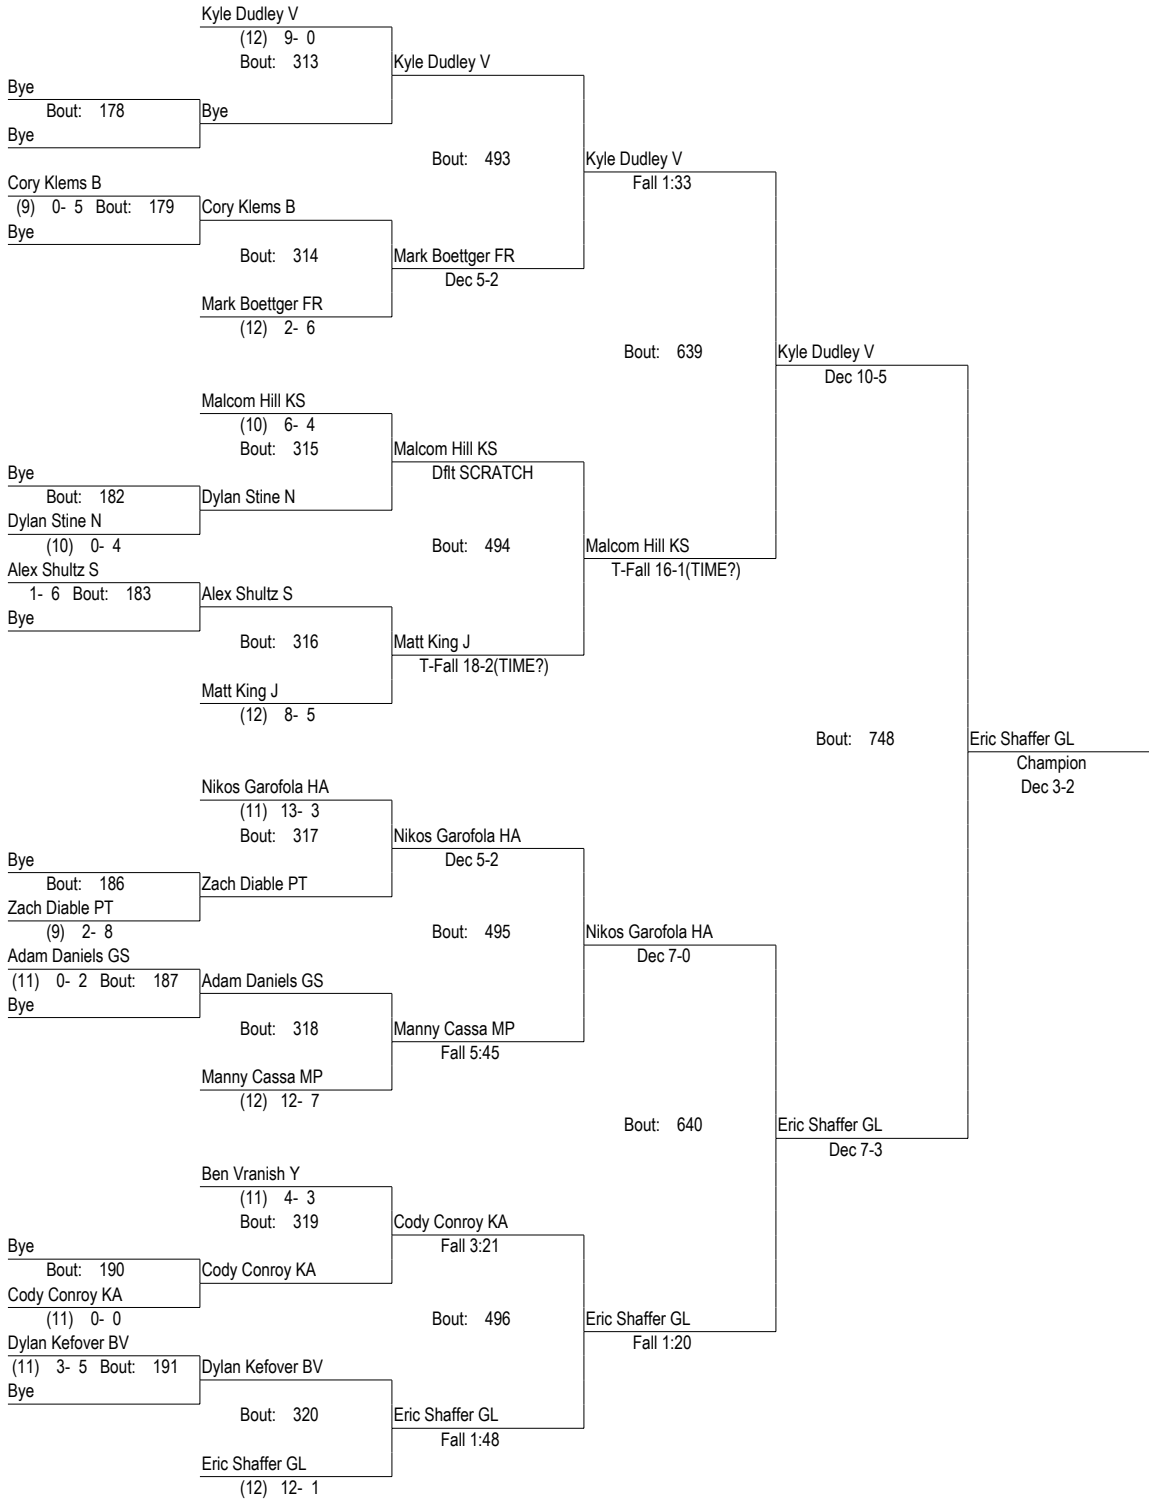 Kyle Dudley V
(12) 9- 0
Bout: 313
Kyle Dudley V
Bye
Bout: 178
Bye
Bye
Bout: 493
Kyle Dudley V
Fall 1:33
Cory Klems B
(9) 0- 5 Bout: 179
Cory Klems B
Bye
Bout: 314
Mark Boettger FR
Dec 5-2
Mark Boettger FR
(12) 2- 6
Bout: 639
Kyle Dudley V
Dec 10-5
Malcom Hill KS
(10) 6- 4
Bout: 315
Malcom Hill KS
Dflt SCRATCH
Bye
Bout: 182
Dylan Stine N
Dylan Stine N
(10) 0- 4
Bout: 494
Malcom Hill KS
T-Fall 16-1(TIME?)
Alex Shultz S
1- 6 Bout: 183
Alex Shultz S
Bye
Bout: 316
Matt King J
T-Fall 18-2(TIME?)
Matt King J
(12) 8- 5
Bout: 748
Eric Shaffer GL
Champion
Dec 3-2
Nikos Garofola HA
(11) 13- 3
Bout: 317
Nikos Garofola HA
Dec 5-2
Bye
Bout: 186
Zach Diable PT
Zach Diable PT
(9) 2- 8
Bout: 495
Nikos Garofola HA
Dec 7-0
Adam Daniels GS
(11) 0- 2 Bout: 187
Adam Daniels GS
Bye
Bout: 318
Manny Cassa MP
Fall 5:45
Manny Cassa MP
(12) 12- 7
Bout: 640
Eric Shaffer GL
Dec 7-3
Ben Vranish Y
(11) 4- 3
Bout: 319
Cody Conroy KA
Fall 3:21
Bye
Bout: 190
Cody Conroy KA
Cody Conroy KA
(11) 0- 0
Bout: 496
Eric Shaffer GL
Fall 1:20
Dylan Kefover BV
(11) 3- 5 Bout: 191
Dylan Kefover BV
Bye
Bout: 320
Eric Shaffer GL
Fall 1:48
Eric Shaffer GL
(12) 12- 1